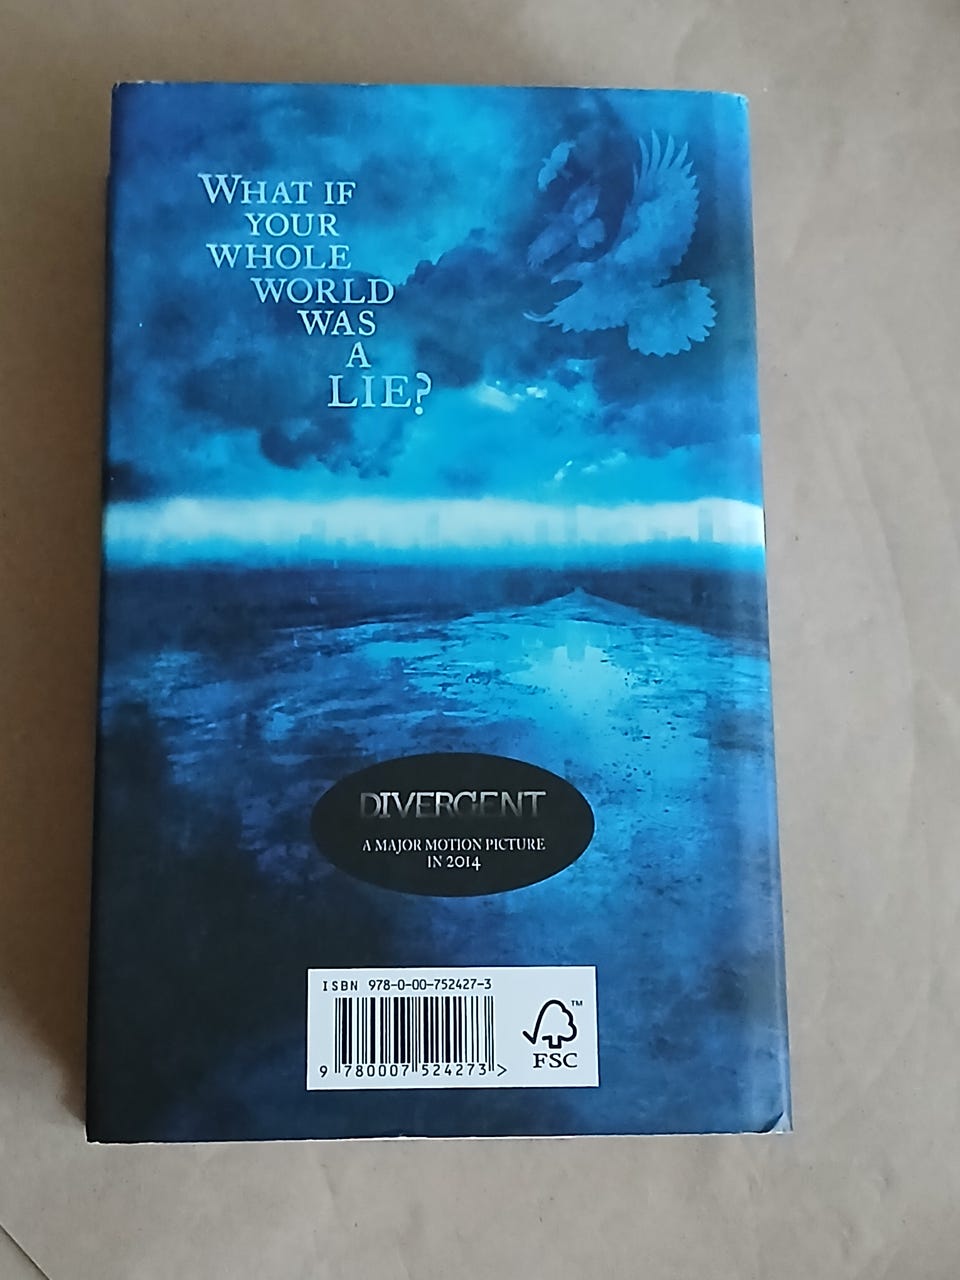 WHAT IF
YOUR
WHOLE
WORLD
WAS
A
LIE?
DIVERGENT
A MAJOR MOTION PICTURE
IN 2014
ISBN 978-0-00-752427-3
9 780007 524273 >
TM
FSC